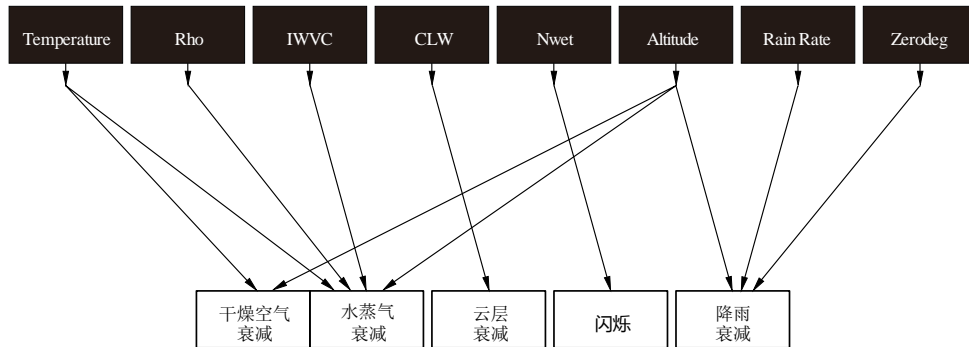 Temperature
Rho
IWVC
CLW
Nwet
Altitude
Rain Rate
Zerodeg
干燥空气
衰减
水蒸气
衰减
云层
衰减
闪烁
降雨
衰减